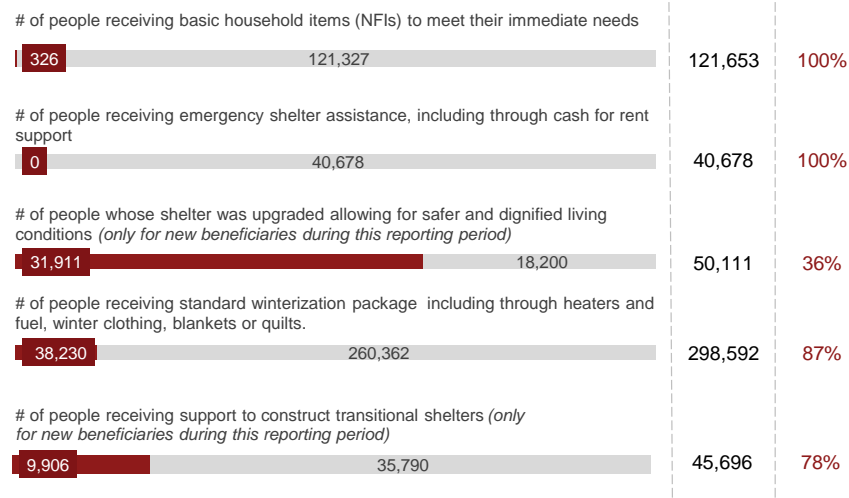 # of people receiving basic household items (NFIs) to meet their immediate needs
326 121,327 121,653 100%
# of people receiving emergency shelter assistance, including through cash for rent
support
0 40,678 40,678 100%
# of people whose shelter was upgraded allowing for safer and dignified living
conditions (only for new beneficiaries during this reporting period)
31,911 18,200 50,111 36%
# of people receiving standard winterization package including through heaters and
fuel, winter clothing, blankets or quilts.
38,230 260,362 298,592 87%
# of people receiving support to construct transitional shelters (only
for new beneficiaries during this reporting period)
9,906 35,790 45,696 78%